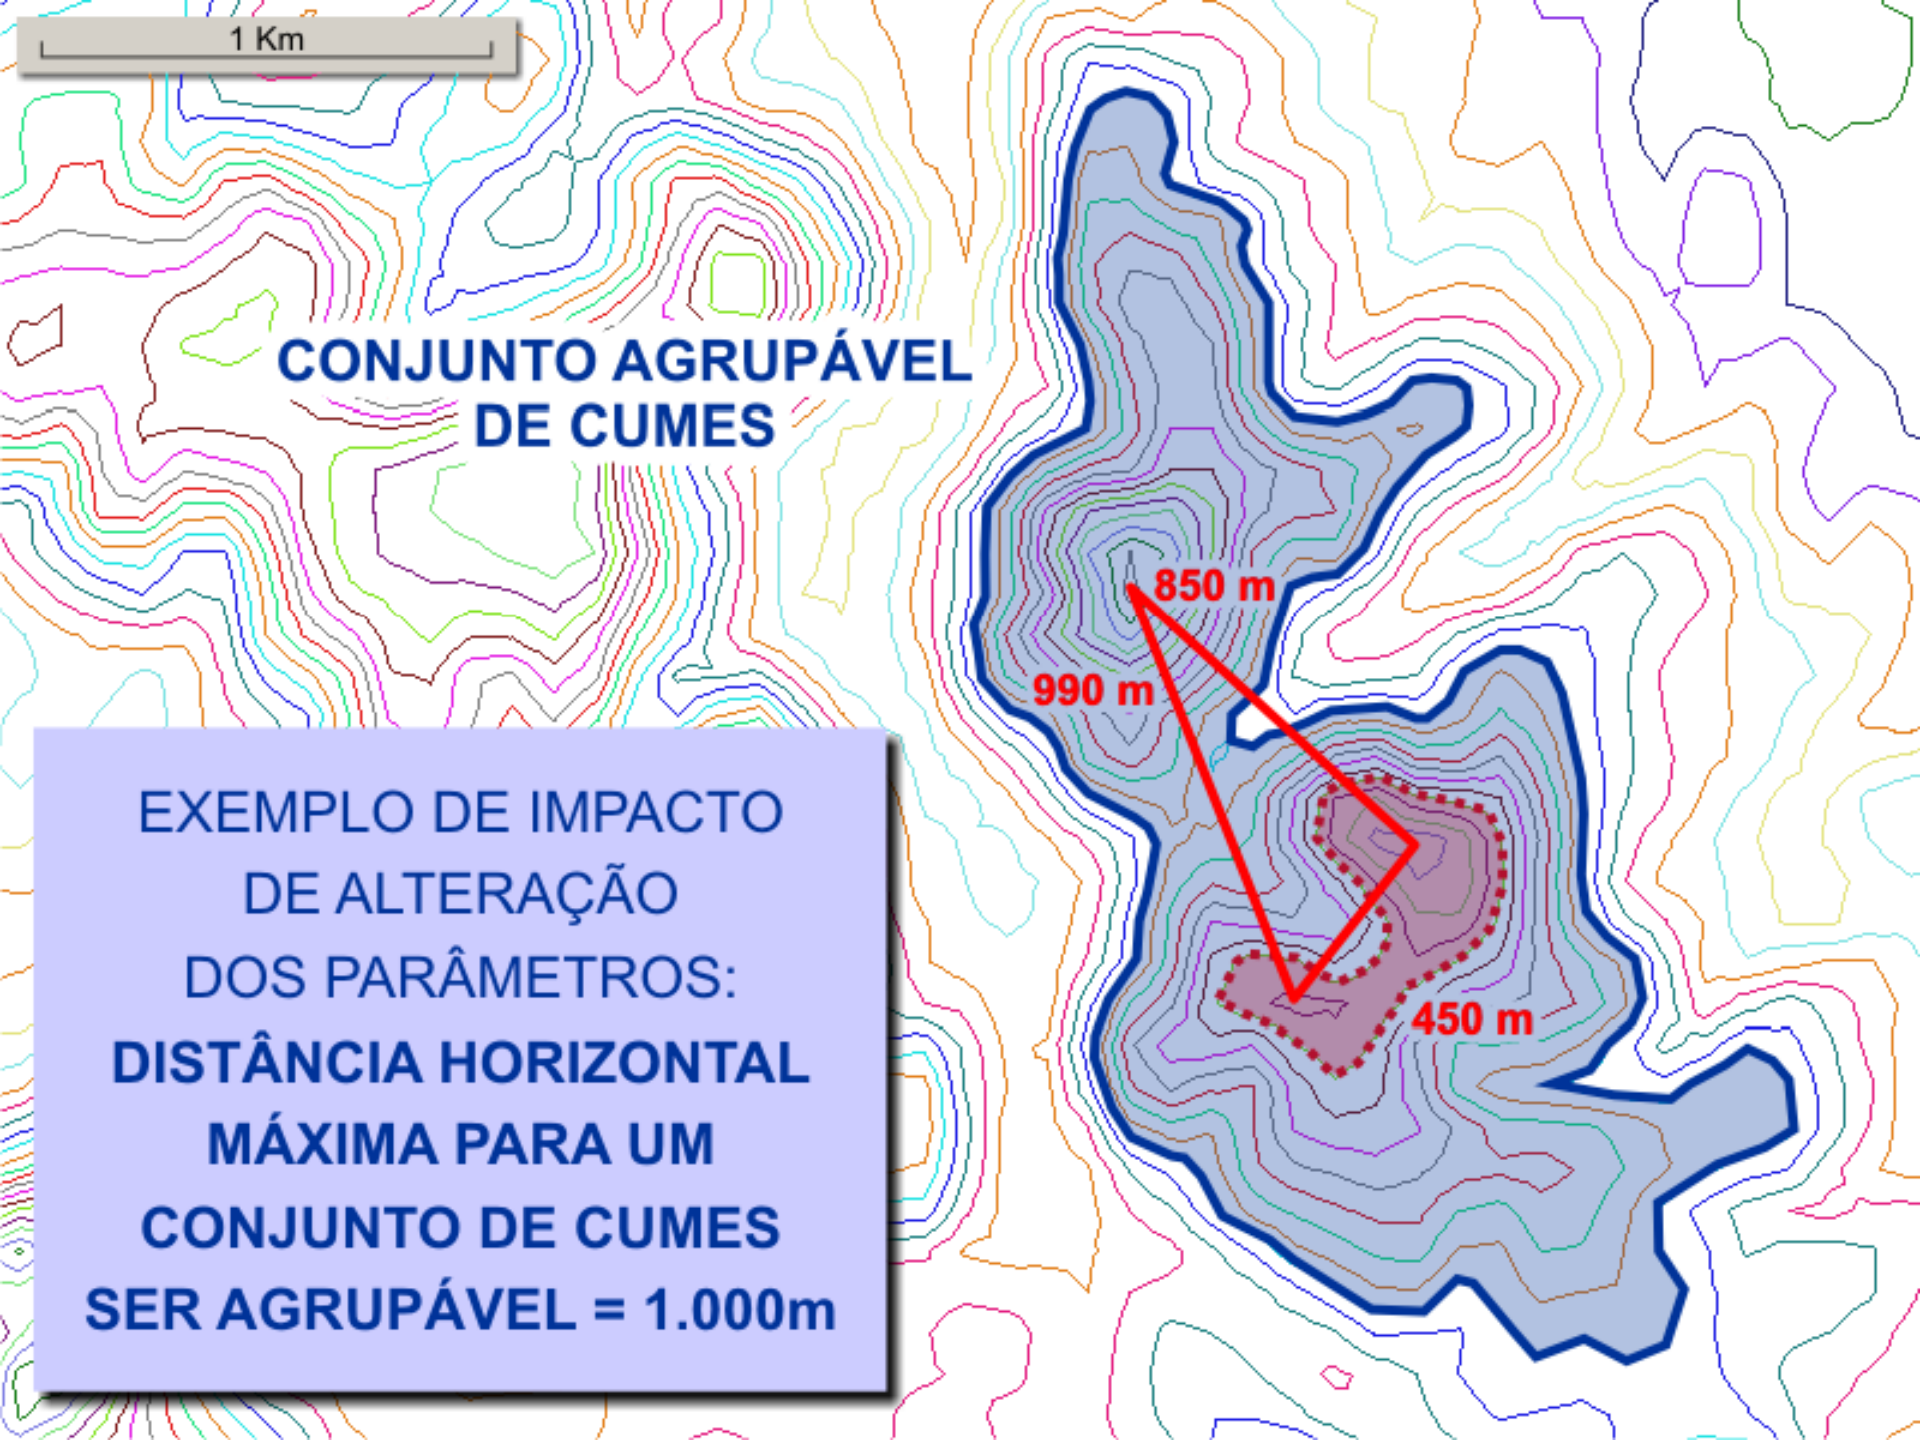 1 Km
CONJUNTO AGRUPÁVEL
DE CUMES
850 m
990 m
450 m
EXEMPLO DE IMPACTO
DE ALTERAÇÃO
DOS PARÂMETROS:
DISTÂNCIA HORIZONTAL
MÁXIMA PARA UM
CONJUNTO DE CUMES
SER AGRUPÁVEL = 1.000m